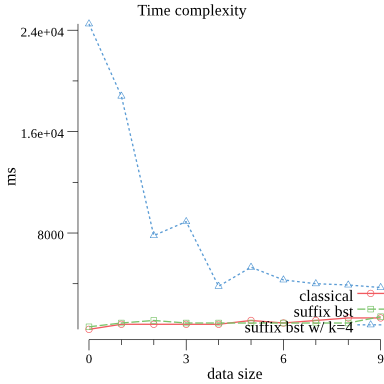 Time complexity
2.4e+04
1.6e+04
8000
ms
classical
suffix bst
suffix bst w/ k=4
0
3
6
9
data size